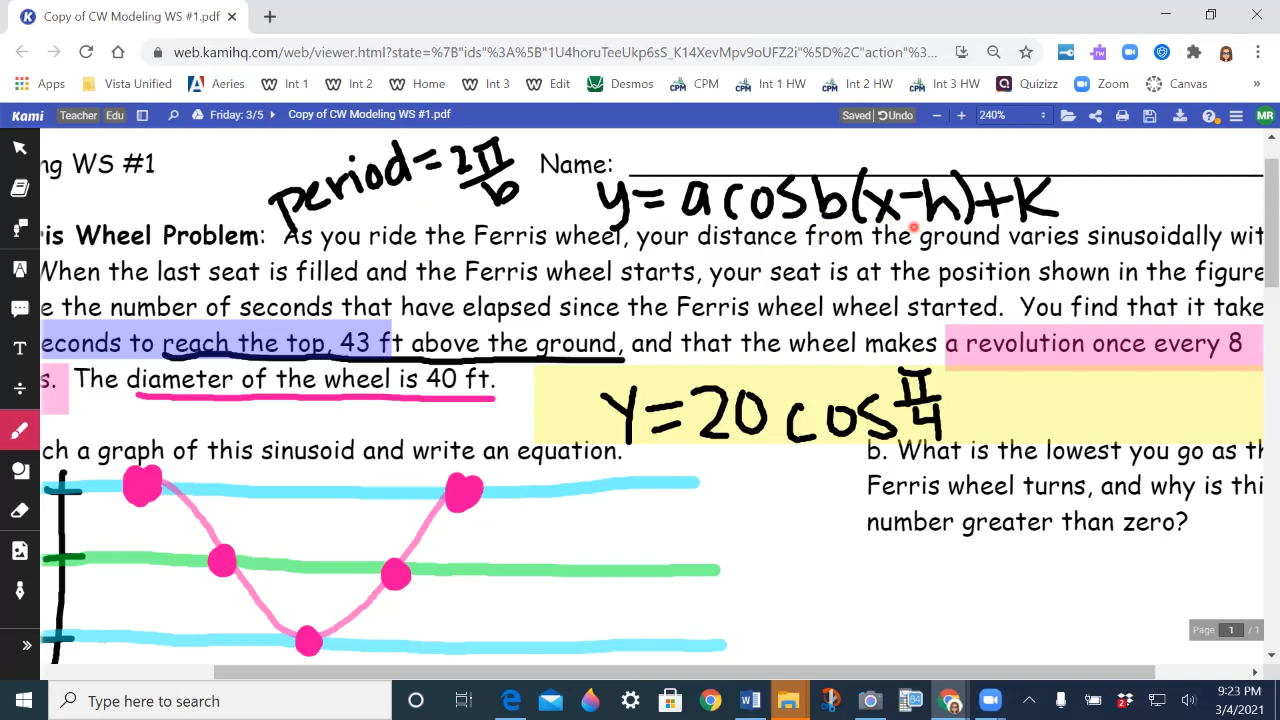 Copy of CW Modeling WS #1.pdf
web.kamihq.com/web/viewer.html?state=%7B"ids"%3A%5B"1U4horuTeeUkp6sS_K14XevMpv9oUFZ2i"%5D%2C"action"%3...
Apps Vista Unified Aeries Int 1 Int 2 Home Int 3 Edit Desmos CPM Int 1 HW Int 2 HW Int 3 HW Quizizz Zoom Canvas »
Kami Teacher Edu Friday: 3/5 Copy of CW Modeling WS #1.pdf Saved Undo 240% MR
ng WS #1 period = 2π/b Name:
y = a cos b(x-h)+K
ris Wheel Problem: As you ride the Ferris wheel, your distance from the ground varies sinusoidally wit
When the last seat is filled and the Ferris wheel starts, your seat is at the position shown in the figure
e the number of seconds that have elapsed since the Ferris wheel wheel started. You find that it take
econds to reach the top, 43 ft above the ground, and that the wheel makes a revolution once every 8
s. The diameter of the wheel is 40 ft.
Y = 20 cos π/4
ch a graph of this sinusoid and write an equation.
b. What is the lowest you go as th
Ferris wheel turns, and why is thi
number greater than zero?
Page 1 / 1
Type here to search
9:23 PM
3/4/2021